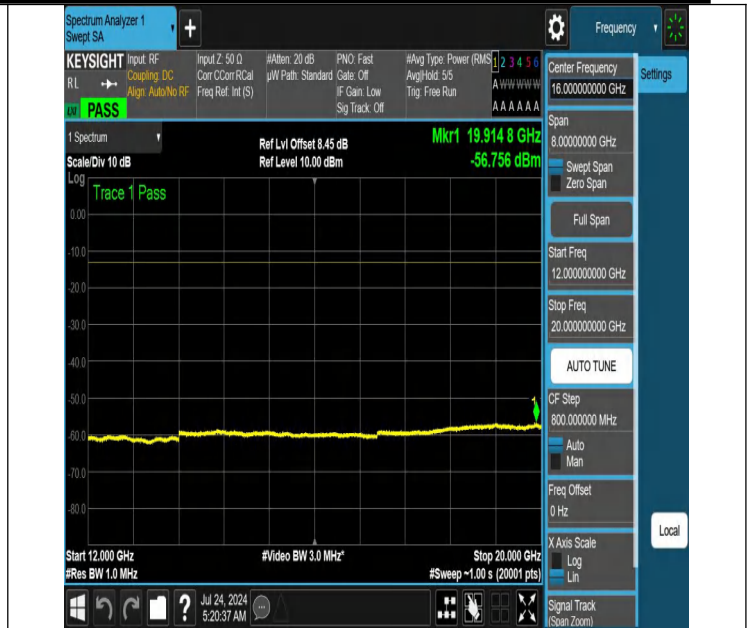 Spectrum Analyzer 1
Swept SA
+
Frequency
KEYSIGHT
RL
PASS
Input: RF
Coupling: DC
Align: Auto/No RF
Input Z: 50 Ω
Corr CCorr RCal
Freq Ref: Int (S)
#Atten: 20 dB
µW Path: Standard
PNO: Fast
Gate: Off
IF Gain: Low
Sig Track: Off
#Avg Type: Power (RMS
Avg|Hold: 5/5
Trig: Free Run
1 2 3 4 5 6
A W W W W W
A A A A A A
Center Frequency
16.000000000 GHz
Settings
Span
8.00000000 GHz
Swept Span
Zero Span
Full Span
Start Freq
12.000000000 GHz
Stop Freq
20.000000000 GHz
AUTO TUNE
CF Step
800.000000 MHz
Auto
Man
Freq Offset
0 Hz
X Axis Scale
Log
Lin
Signal Track
(Span Zoom)
Local
1 Spectrum
Scale/Div 10 dB
Ref Lvl Offset 8.45 dB
Ref Level 10.00 dBm
Mkr1 19.914 8 GHz
-56.756 dBm
Log
Trace 1 Pass
0.00
-10.0
-20.0
-30.0
-40.0
-50.0
-60.0
-70.0
-80.0
1
Start 12.000 GHz
#Res BW 1.0 MHz
#Video BW 3.0 MHz*
Stop 20.000 GHz
#Sweep ~1.00 s (20001 pts)
?
Jul 24, 2024
5:20:37 AM